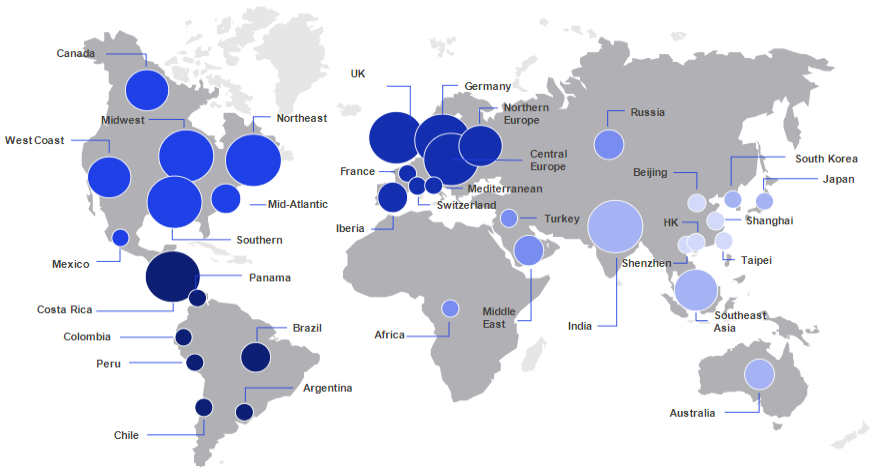 Canada
Midwest
Northeast
West Coast
Mid-Atlantic
Southern
Mexico
Panama
Costa Rica
Colombia
Brazil
Peru
Argentina
Chile
UK
Germany
Northern
Europe
Central
Europe
France
Mediterranean
Switzerland
Iberia
Turkey
Middle
East
Africa
Russia
Beijing
South Korea
Japan
HK
Shanghai
Shenzhen
Taipei
India
Southeast
Asia
Australia